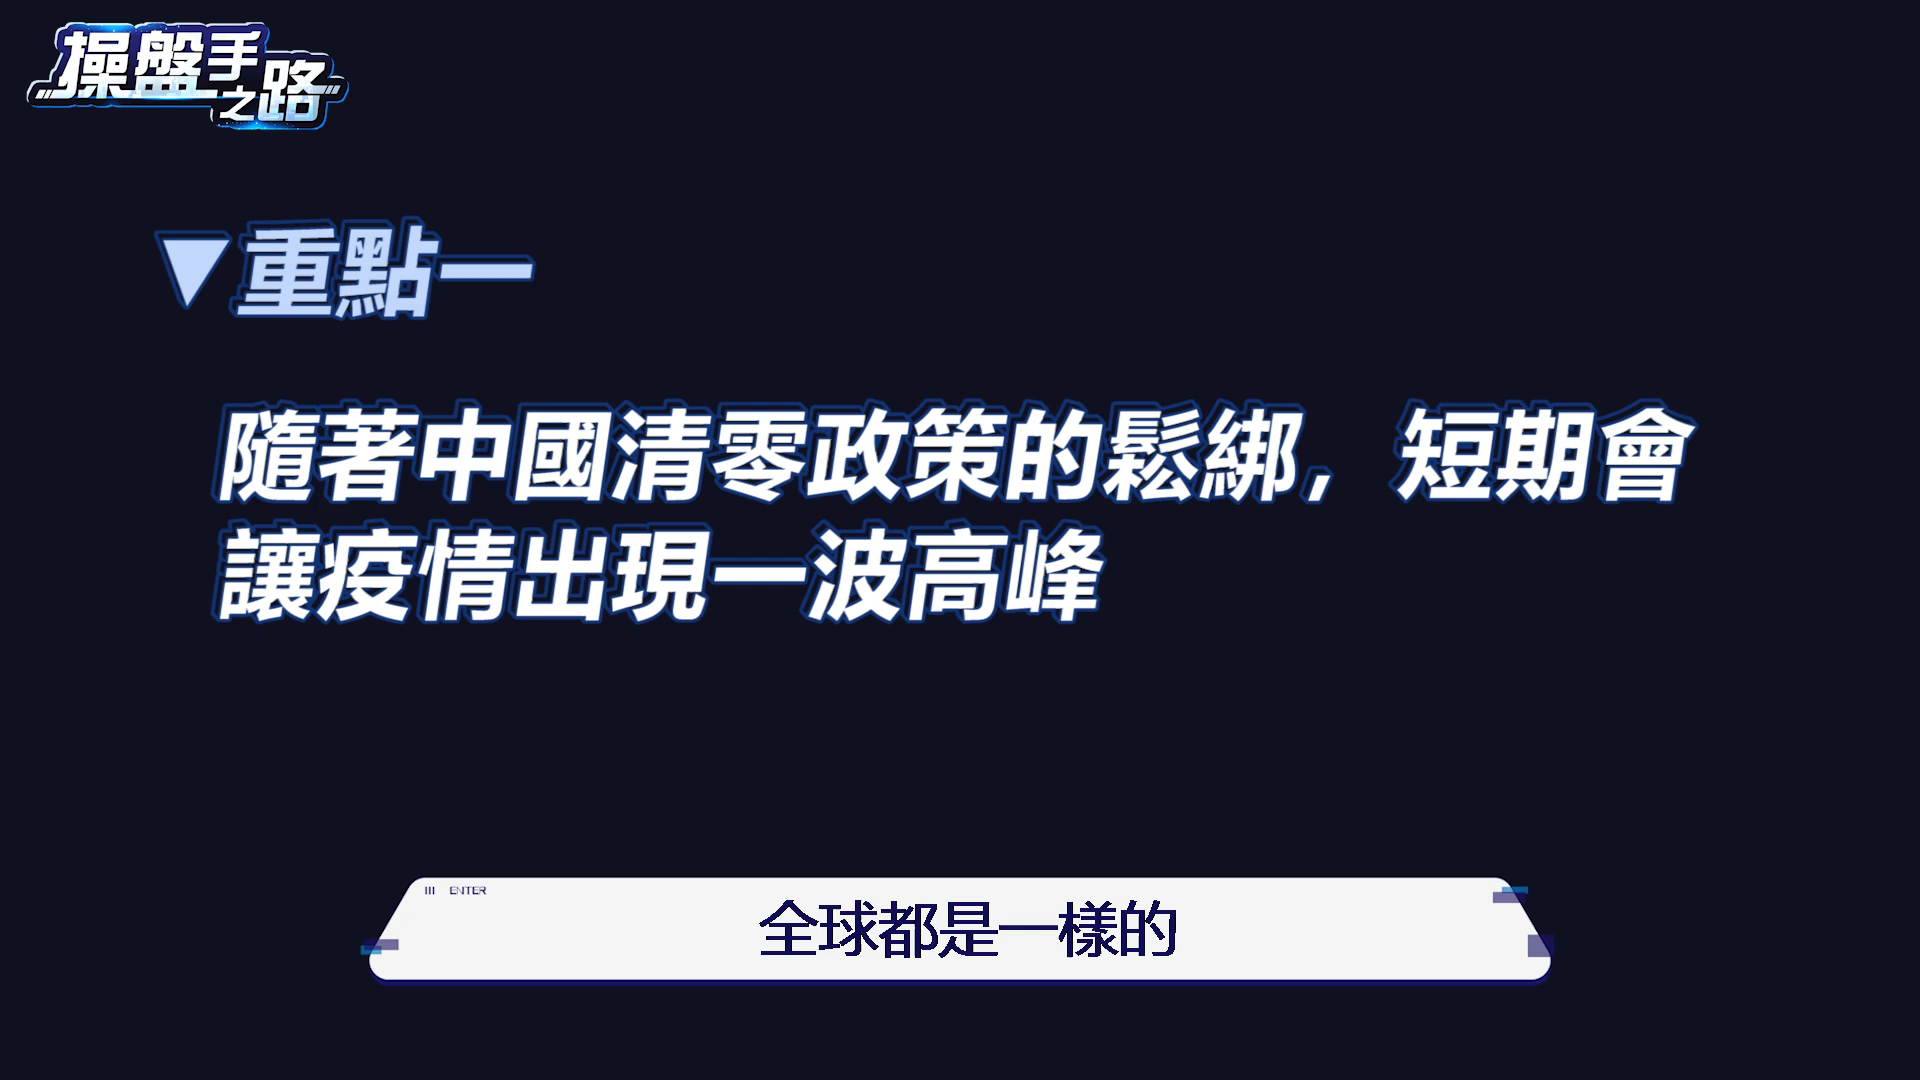 操盤手之路
▼重點一
隨著中國清零政策的鬆綁，短期會
讓疫情出現一波高峰
ENTER
全球都是一樣的